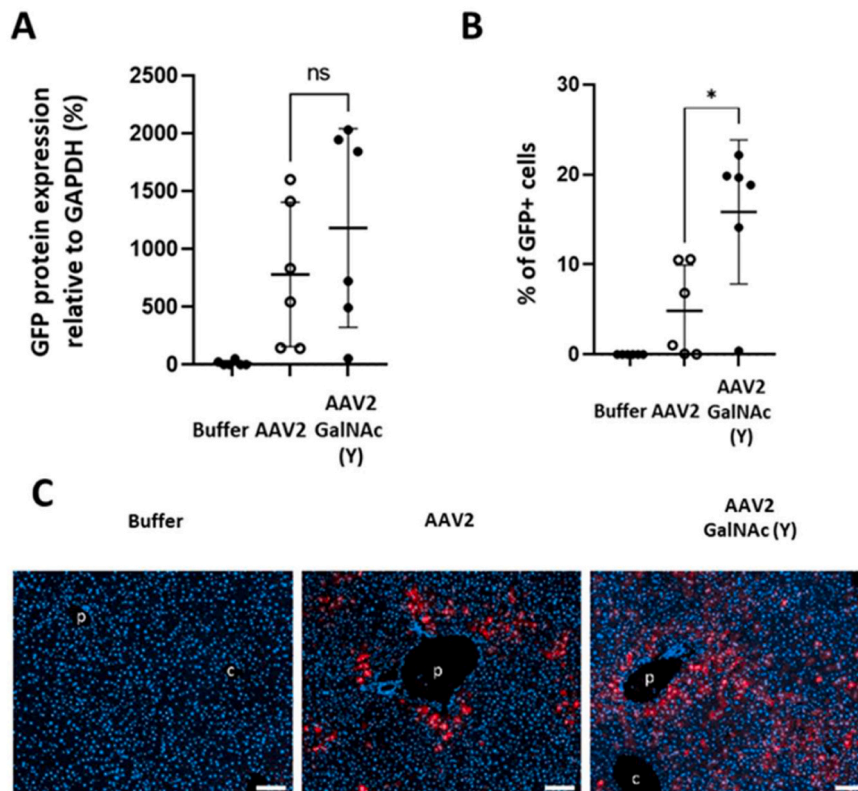 A
GFP protein expression
relative to GAPDH (%)
2500
2000
1500
1000
500
0
ns
Buffer AAV2
AAV2
GalNAc
(Y)
B
% of GFP+ cells
30
20
10
0
*
Buffer AAV2
AAV2
GalNAc
(Y)
C
Buffer
AAV2
AAV2
GalNAc (Y)
p
c
p
p
c